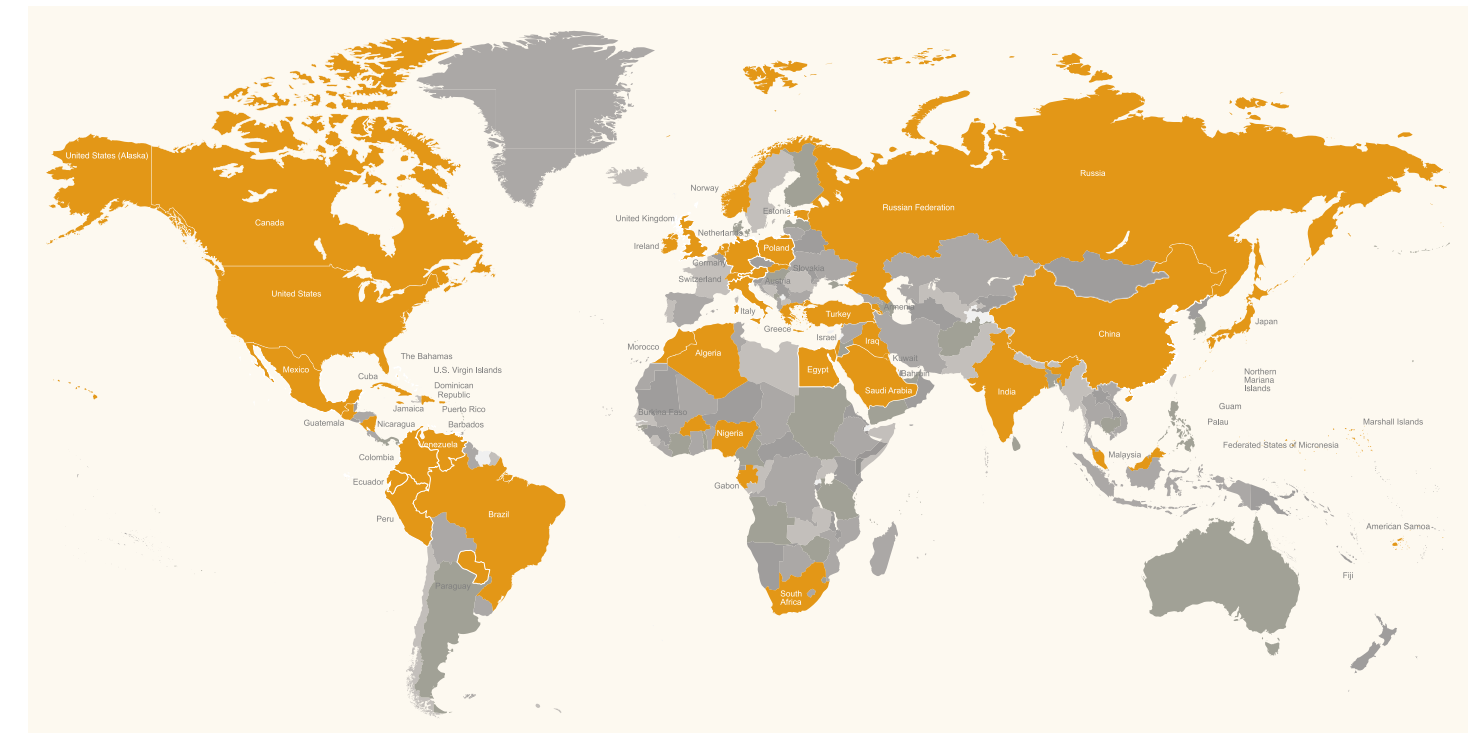 United States (Alaska)
Canada
United States
Mexico
The Bahamas
Cuba
U.S. Virgin Islands
Dominican
Republic
Jamaica
Puerto Rico
Guatemala
Nicaragua
Barbados
Venezuela
Colombia
Ecuador
Peru
Brazil
Paraguay
Norway
Estonia
United Kingdom
Netherlands
Ireland
Poland
Germany
Slovakia
Switzerland
Austria
Italy
Greece
Turkey
Armenia
Israel
Iraq
Morocco
Algeria
Kuwait
Bahrain
Egypt
Saudi Arabia
Burkina Faso
Nigeria
Gabon
South
Africa
Russia
Russian Federation
China
Japan
India
Malaysia
Northern
Mariana
Islands
Guam
Palau
Marshall Islands
Federated States of Micronesia
American Samoa
Fiji